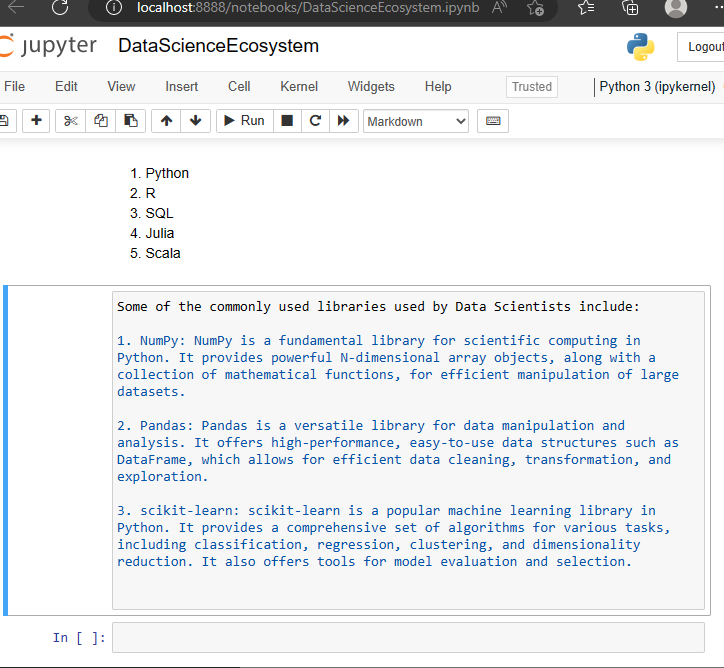 localhost:8888/notebooks/DataScienceEcosystem.ipynb
jupyter DataScienceEcosystem
File Edit View Insert Cell Kernel Widgets Help Trusted Python 3 (ipykernel)
Run Markdown
1. Python
2. R
3. SQL
4. Julia
5. Scala
Some of the commonly used libraries used by Data Scientists include:
1. NumPy: NumPy is a fundamental library for scientific computing in
Python. It provides powerful N-dimensional array objects, along with a
collection of mathematical functions, for efficient manipulation of large
datasets.
2. Pandas: Pandas is a versatile library for data manipulation and
analysis. It offers high-performance, easy-to-use data structures such as
DataFrame, which allows for efficient data cleaning, transformation, and
exploration.
3. scikit-learn: scikit-learn is a popular machine learning library in
Python. It provides a comprehensive set of algorithms for various tasks,
including classification, regression, clustering, and dimensionality
reduction. It also offers tools for model evaluation and selection.
In [ ]: